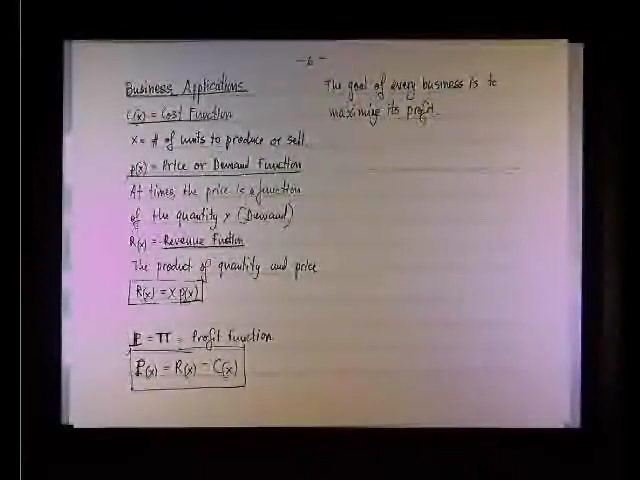 - 6 -
Business Applications
C(x) = Cost Function
x = # of units to produce or sell.
p(x) = Price or Demand Function
At times, the price is a function
of the quantity x (Demand)
R(x) = Revenue Function
The product of quantity and price
R(x) = x p(x)
P = π = Profit function
P(x) = R(x) - C(x)
The goal of every business is to
maximize its profit.